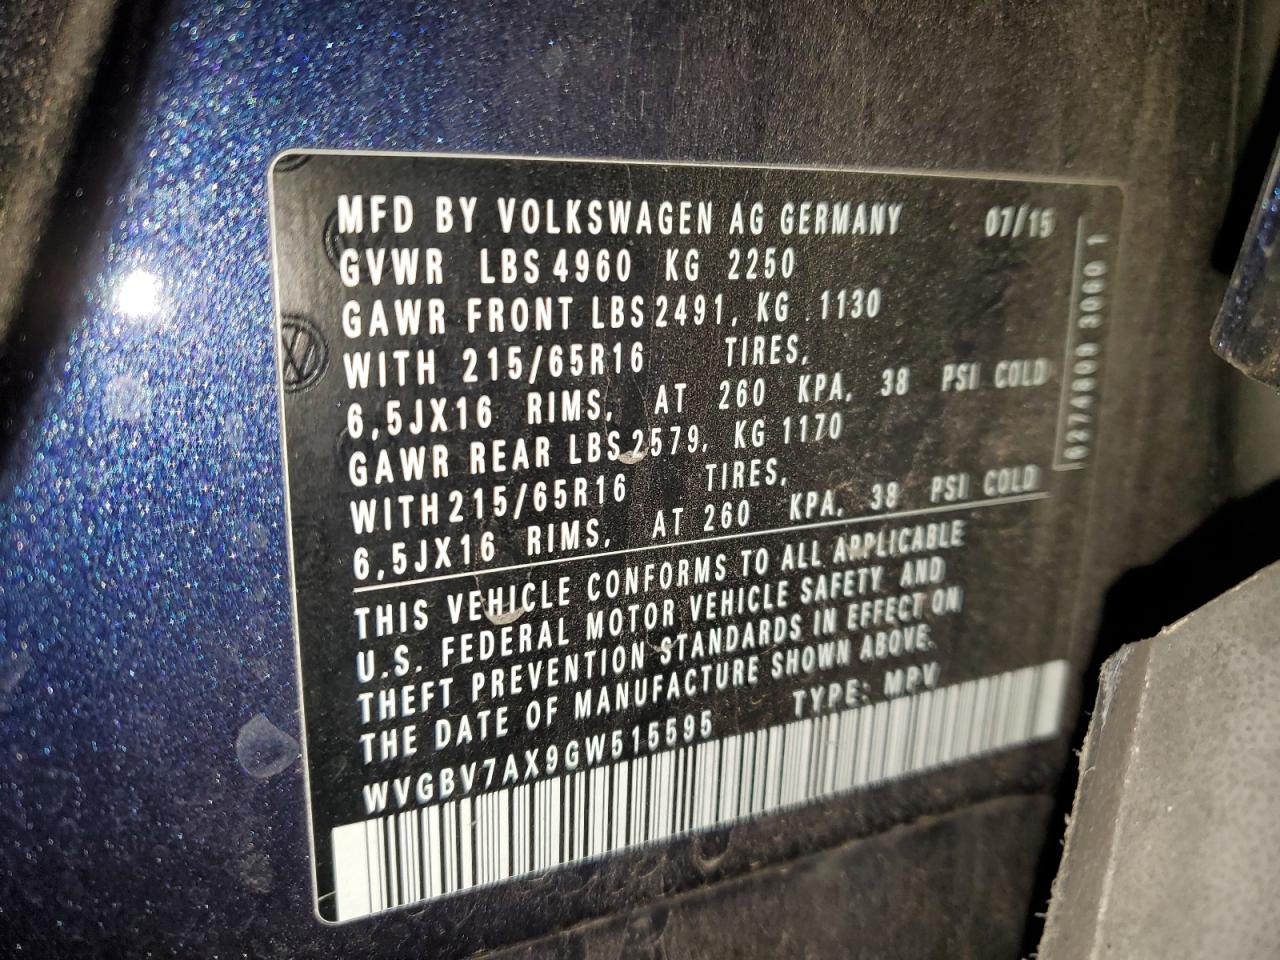 MFD BY VOLKSWAGEN AG GERMANY 07/15
GVWR LBS 4960 KG 2250
GAWR FRONT LBS 2491, KG 1130
WITH 215/65R16 TIRES,
6,5JX16 RIMS, AT 260 KPA, 38 PSI COLD
GAWR REAR LBS 2579, KG 1170
WITH 215/65R16 TIRES,
6,5JX16 RIMS, AT 260 KPA, 38 PSI COLD
THIS VEHICLE CONFORMS TO ALL APPLICABLE
U.S. FEDERAL MOTOR VEHICLE SAFETY AND
THEFT PREVENTION STANDARDS IN EFFECT ON
THE DATE OF MANUFACTURE SHOWN ABOVE.
WVGBV7AX9GW515595 TYPE: MPV